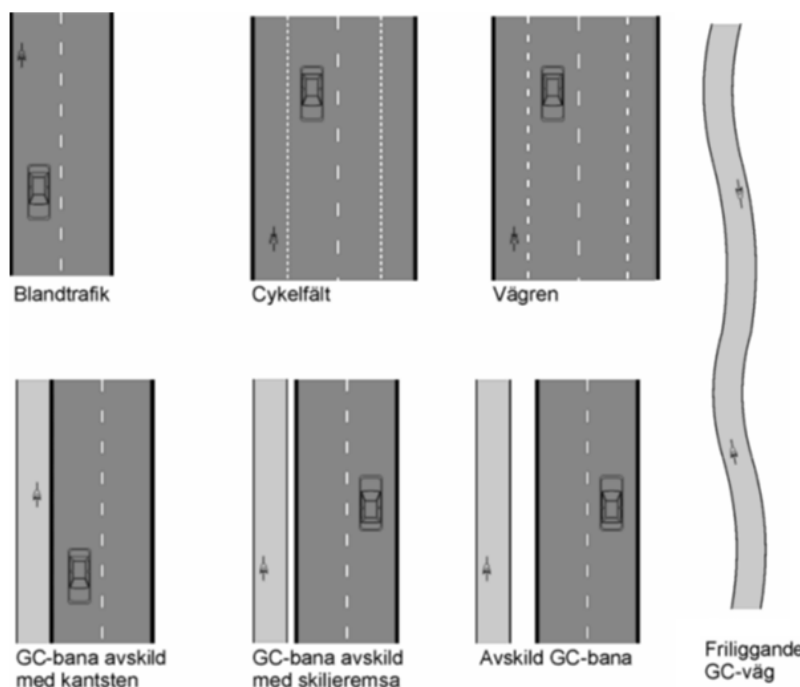 Blandtrafik
Cykelfält
Vägren
GC-bana avskild
med kantsten
GC-bana avskild
med skiljeremsa
Avskild GC-bana
Friliggande
GC-väg